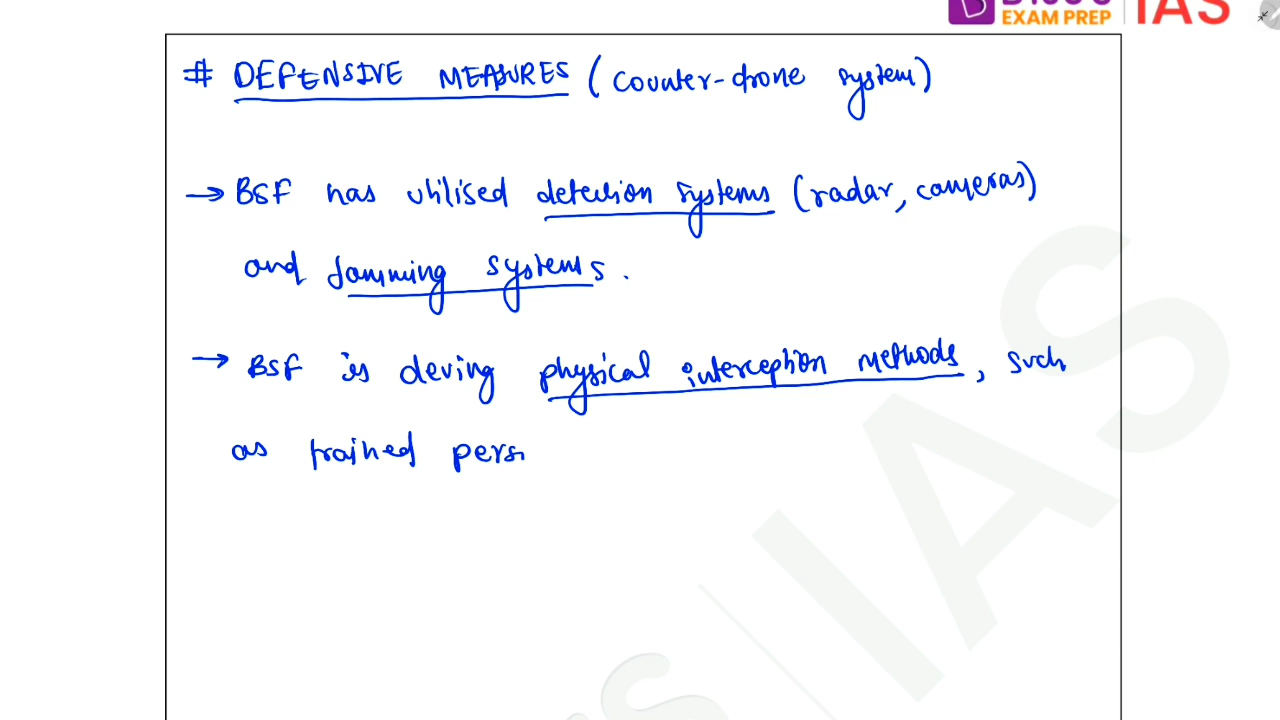 EXAM PREP IAS
# DEFENSIVE MEASURES (counter-drone system)
→ BSF has utilised detection systems (radar, cameras)
and Jamming systems.
→ BSF is deving physical interception methods, such
as trained pers
IAS